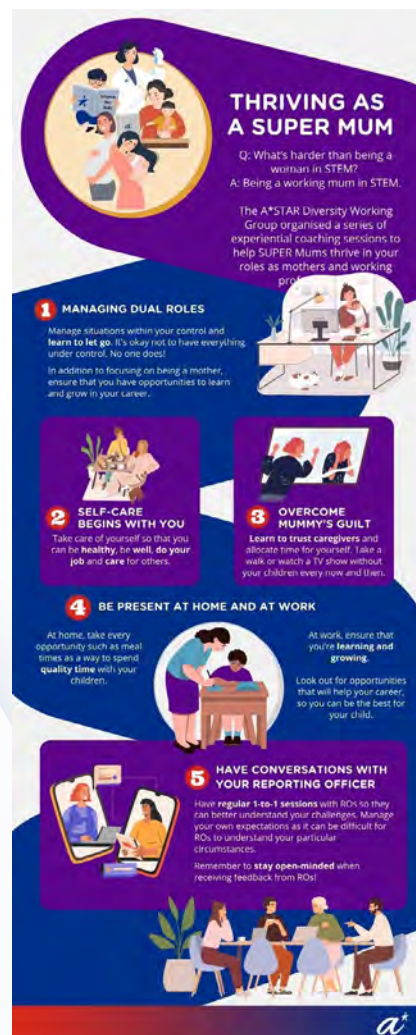 THRIVING AS
A SUPER MUM
Q: What's harder than being a
woman in STEM?
A: Being a working mum in STEM.
The A*STAR Diversity Working
Group organised a series of
experiential coaching sessions to
help SUPER Mums thrive in your
roles as mothers and working
1 MANAGING DUAL ROLES
Manage situations within your control and
learn to let go. It's okay not to have everything
under control. No one does!
In addition to focusing on being a mother,
ensure that you have opportunities to learn
and grow in your career.
2 SELF-CARE
BEGINS WITH YOU
Take care of yourself so that you
can be healthy, be well, do your
job and care for others.
3 OVERCOME
MUMMY'S GUILT
Learn to trust caregivers and
allocate time for yourself. Take a
walk or watch a TV show without
your children every now and then.
4 BE PRESENT AT HOME AND AT WORK
At home, take every
opportunity such as meal
times as a way to spend
quality time with your
children.
At work, ensure that
you're learning and
growing.
Look out for opportunities
that will help your career,
so you can be the best for
your child.
5 HAVE CONVERSATIONS WITH
YOUR REPORTING OFFICER
Have regular 1-to-1 sessions with ROs so they
can better understand your challenges. Manage
your own expectations as it can be difficult for
ROs to understand your particular
circumstances.
Remember to stay open-minded when
receiving feedback from ROs!
a*